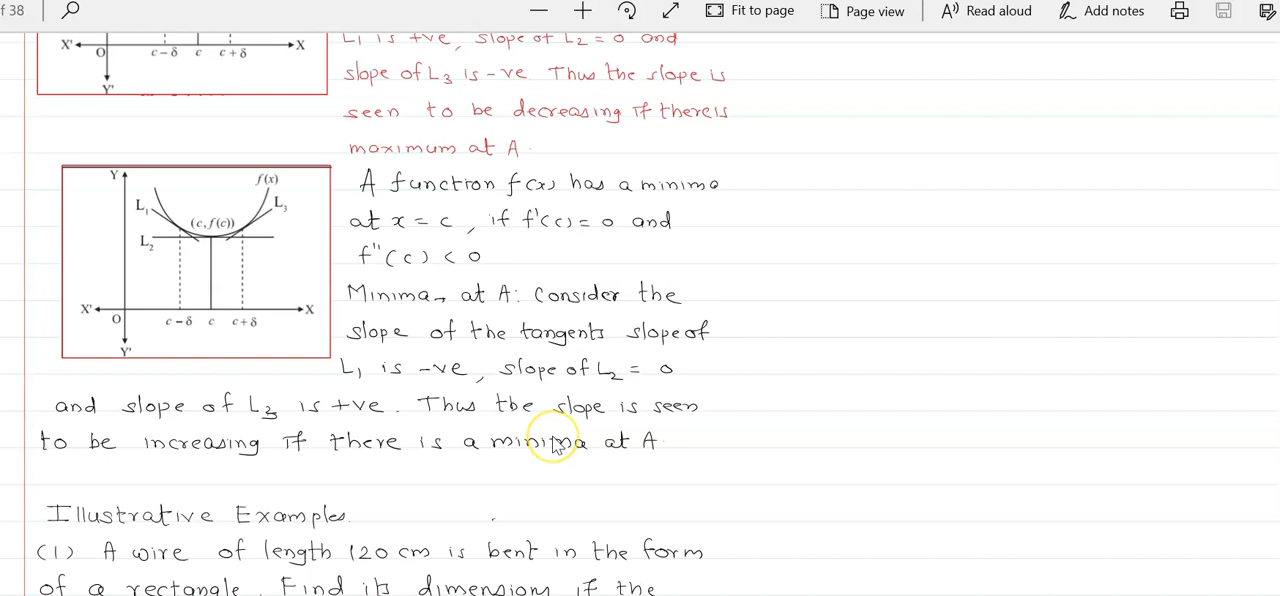 f 38 Fit to page Page view Read aloud Add notes
X' O c – δ c c + δ X
Y'
L₁ is +ve, slope of L₂ = 0 and
slope of L₃ is -ve Thus the slope is
seen to be decreasing if there is
maximum at A.
Y f(x)
L₁ (c, f(c)) L₃
L₂
X' O c – δ c c + δ X
Y'
A function f(x) has a minima
at x = c, if f'(c) = 0 and
f"(c) < 0
Minima, at A: Consider the
slope of the tangents slope of
L₁ is -ve, slope of L₂ = 0
and slope of L₃ is +ve. Thus the slope is seen
to be increasing if there is a minima at A.
Illustrative Examples.
(1) A wire of length 120 cm is bent in the form
of a rectangle. Find its dimensions if the